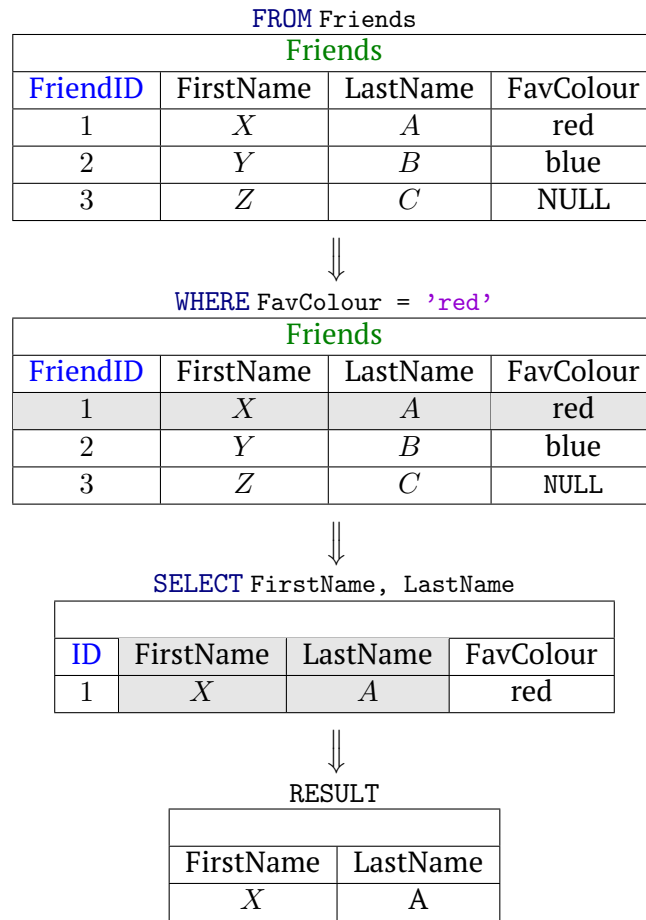 FROM Friends
Friends
FriendID FirstName LastName FavColour
1 X A red
2 Y B blue
3 Z C NULL
⇓
WHERE FavColour = 'red'
Friends
FriendID FirstName LastName FavColour
1 X A red
2 Y B blue
3 Z C NULL
⇓
SELECT FirstName, LastName
ID FirstName LastName FavColour
1 X A red
⇓
RESULT
FirstName LastName
X A